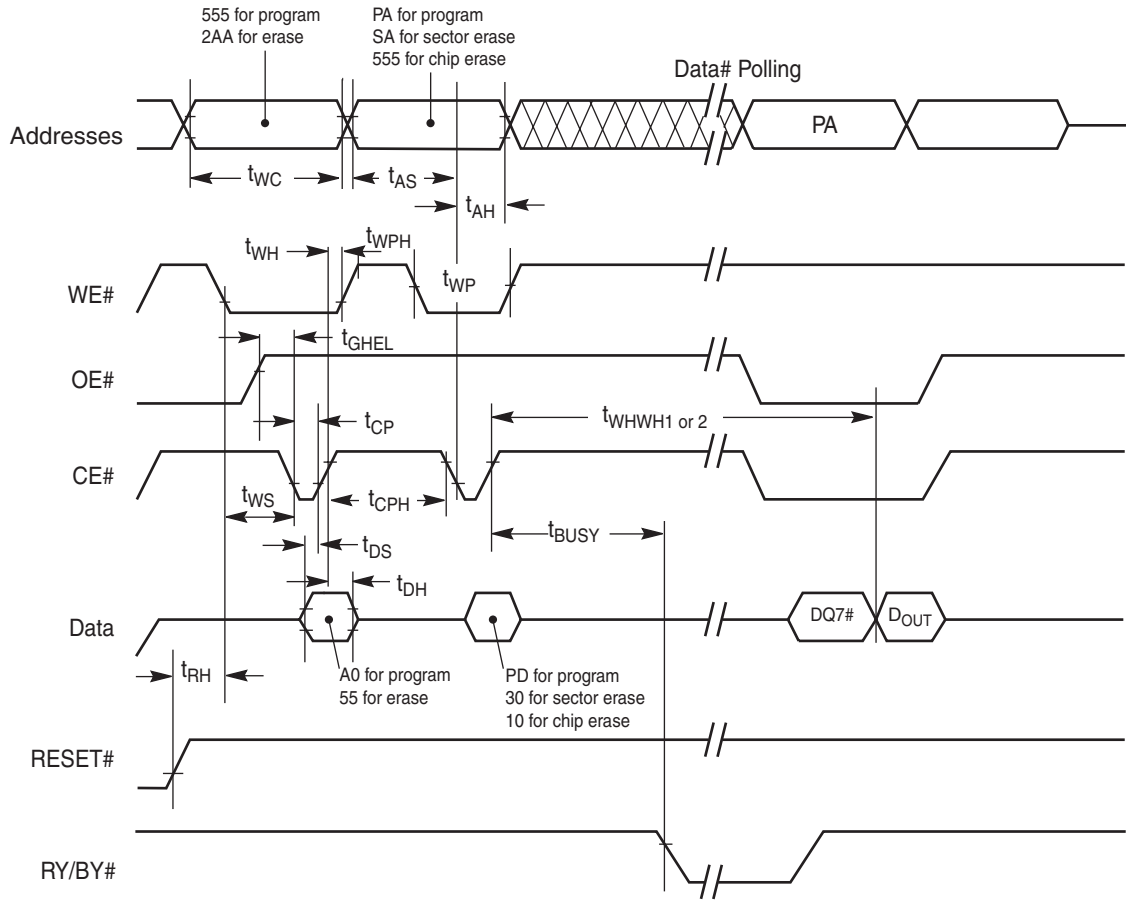 555 for program
2AA for erase
PA for program
SA for sector erase
555 for chip erase
Data# Polling
Addresses
PA
tWC
tAS
tAH
tWH
tWPH
tWP
WE#
tGHEL
OE#
tCP
tWHWH1 or 2
CE#
tWS
tCPH
tBUSY
tDS
tDH
Data
DQ7#
DOUT
tRH
A0 for program
55 for erase
PD for program
30 for sector erase
10 for chip erase
RESET#
RY/BY#